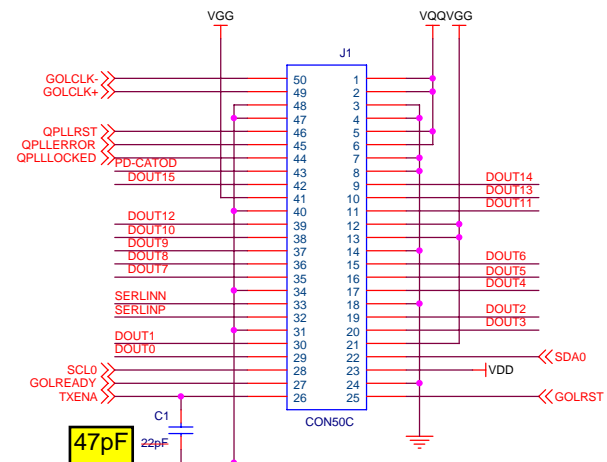 VGG VQQVGG
J1
GOLCLK- 50 1
GOLCLK+ 49 2
48 3
47 4
QPLLRST 46 5
QPLLERROR 45 6
QPLLLOCKED 44 7
PD-CATOD 43 8
DOUT15 42 9 DOUT14
41 10 DOUT13
40 11 DOUT11
DOUT12 39 12
DOUT10 38 13
DOUT9 37 14
DOUT8 36 15 DOUT6
DOUT7 35 16 DOUT5
34 17 DOUT4
SERLINN 33 18
SERLINP 32 19 DOUT2
31 20 DOUT3
DOUT1 30 21
DOUT0 29 22 SDA0
SCL0 28 23 VDD
GOLREADY 27 24
TXENA 26 25 GOLRST
C1 CON50C
47pF 22pF